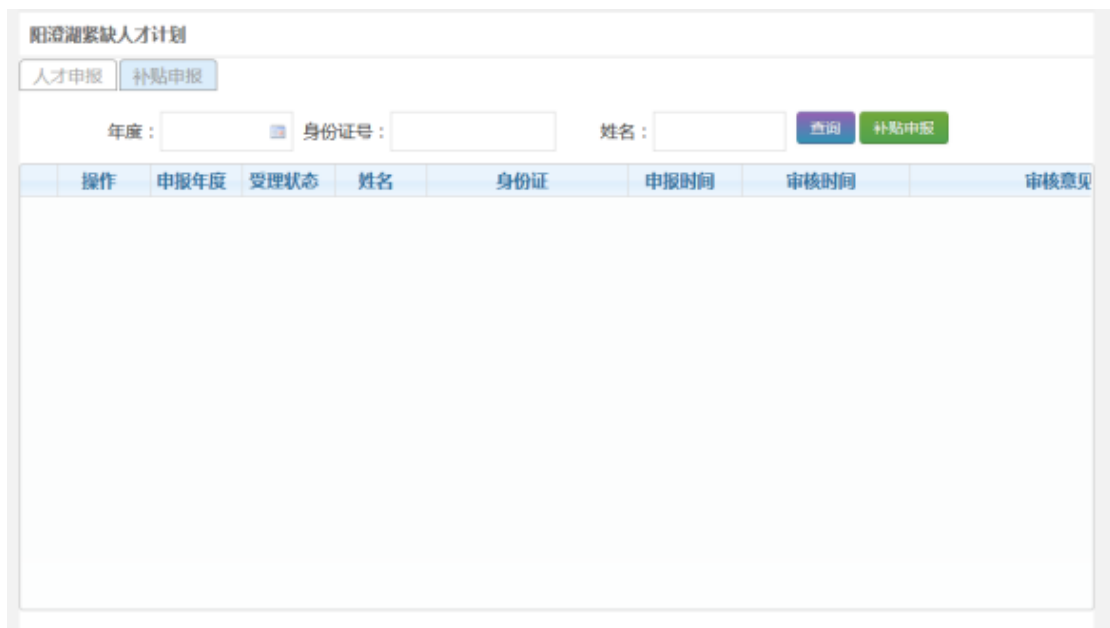 阳澄湖紧缺人才计划
人才申报 补贴申报
年度： 身份证号： 姓名： 查询 补贴申报
操作 申报年度 受理状态 姓名 身份证 申报时间 审核时间 审核意见